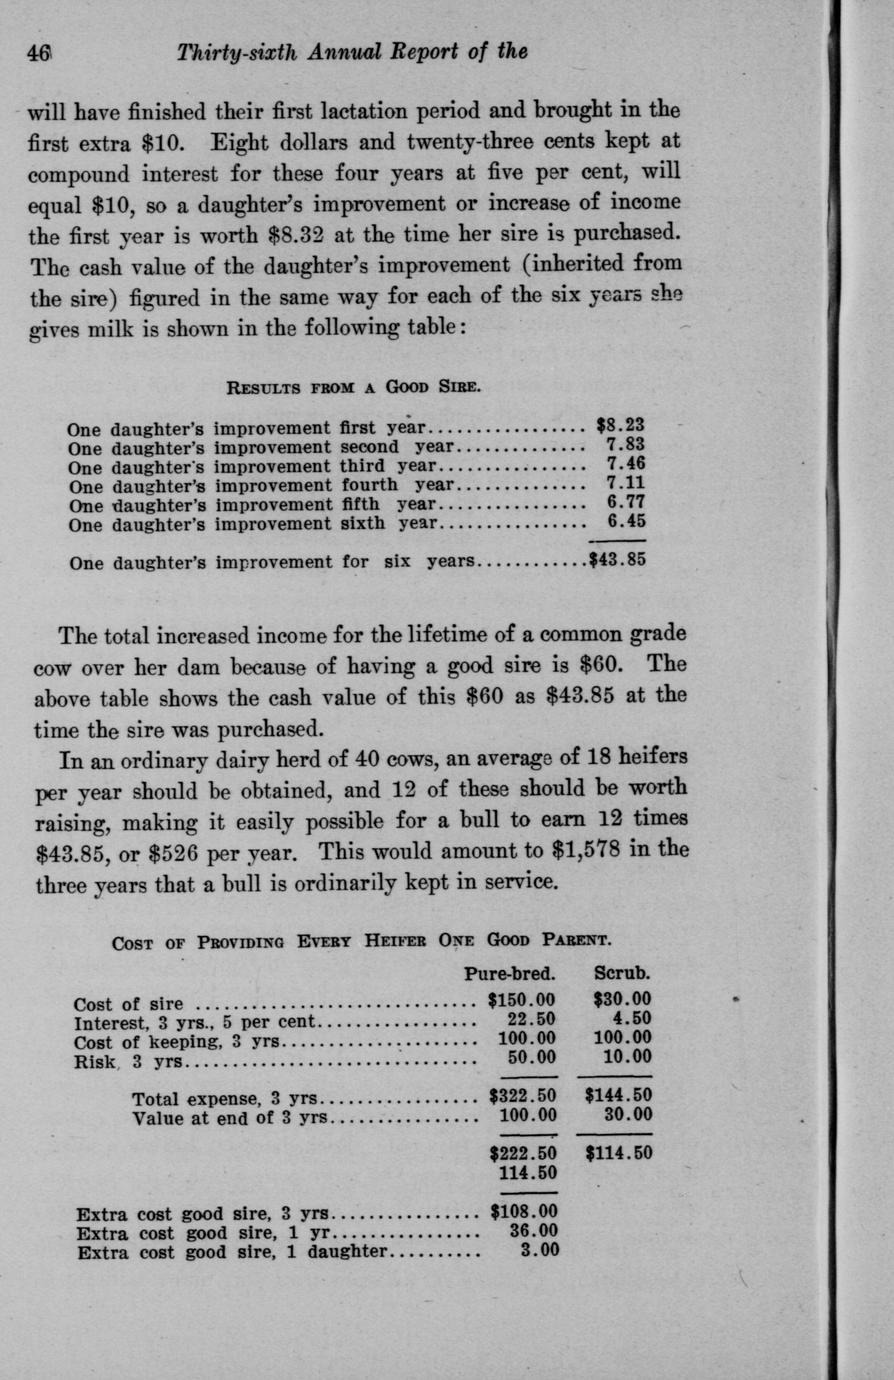 46 Thirty-sixth Annual Report of the
will have finished their first lactation period and brought in the
first extra $10. Eight dollars and twenty-three cents kept at
compound interest for these four years at five per cent, will
equal $10, so a daughter's improvement or increase of income
the first year is worth $8.32 at the time her sire is purchased.
The cash value of the daughter's improvement (inherited from
the sire) figured in the same way for each of the six years she
gives milk is shown in the following table:
Results from a Good Sire.
One daughter's improvement first year................. $8.23
One daughter's improvement second year.............. 7.83
One daughter's improvement third year................ 7.46
One daughter's improvement fourth year.............. 7.11
One daughter's improvement fifth year................ 6.77
One daughter's improvement sixth year................ 6.45
One daughter's improvement for six years............$43.85
The total increased income for the lifetime of a common grade
cow over her dam because of having a good sire is $60. The
above table shows the cash value of this $60 as $43.85 at the
time the sire was purchased.
In an ordinary dairy herd of 40 cows, an average of 18 heifers
per year should be obtained, and 12 of these should be worth
raising, making it easily possible for a bull to earn 12 times
$43.85, or $526 per year. This would amount to $1,578 in the
three years that a bull is ordinarily kept in service.
Cost of Providing Every Heifer One Good Parent.
Pure-bred. Scrub.
Cost of sire .............................. $150.00 $30.00
Interest, 3 yrs., 5 per cent................. 22.50 4.50
Cost of keeping, 3 yrs..................... 100.00 100.00
Risk, 3 yrs............................... 50.00 10.00
Total expense, 3 yrs................. $322.50 $144.50
Value at end of 3 yrs................ 100.00 30.00
$222.50 $114.50
114.50
Extra cost good sire, 3 yrs................ $108.00
Extra cost good sire, 1 yr................ 36.00
Extra cost good sire, 1 daughter.......... 3.00